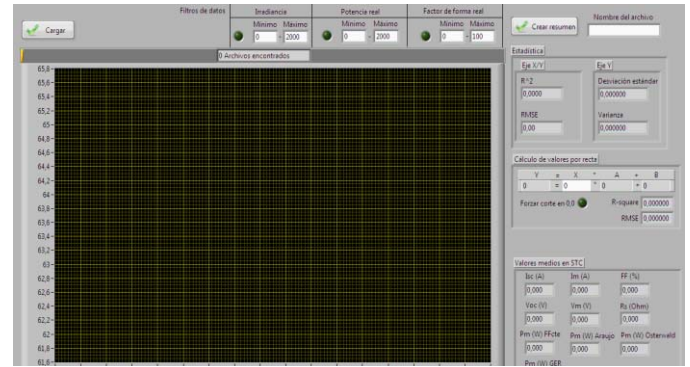 Filtros de datos
Irradiancia
Potencia real
Factor de forma real
Mínimo Máximo
0 - 2000
Mínimo Máximo
0 - 2000
Mínimo Máximo
0 - 100
Cargar
Crear resumen
Nombre del archivo
0 Archivos encontrados
65,8
65,6
65,4
65,2
65
64,8
64,6
64,4
64,2
64
63,8
63,6
63,4
63,2
63
62,8
62,6
62,4
62,2
62
61,8
61,6
Estadística
Eje X/Y
Eje Y
R^2
Desviación estándar
0,0000
0,000000
RMSE
Varianza
0,00
0,000000
Cálculo de valores por recta
Y = X * A + B
0 = 0 * 0 + 0
Forzar corte en 0,0
R-square 0,000000
RMSE 0,000000
Valores medios en STC
Isc (A) Im (A) FF (%)
0,000 0,000 0,000
Voc (V) Vm (V) Rs (Ohm)
0,000 0,000 0,000
Pm (W) FFcte Pm (W) Araujo Pm (W) Osterwald
0,000 0,000 0,000
Pm (W) GER